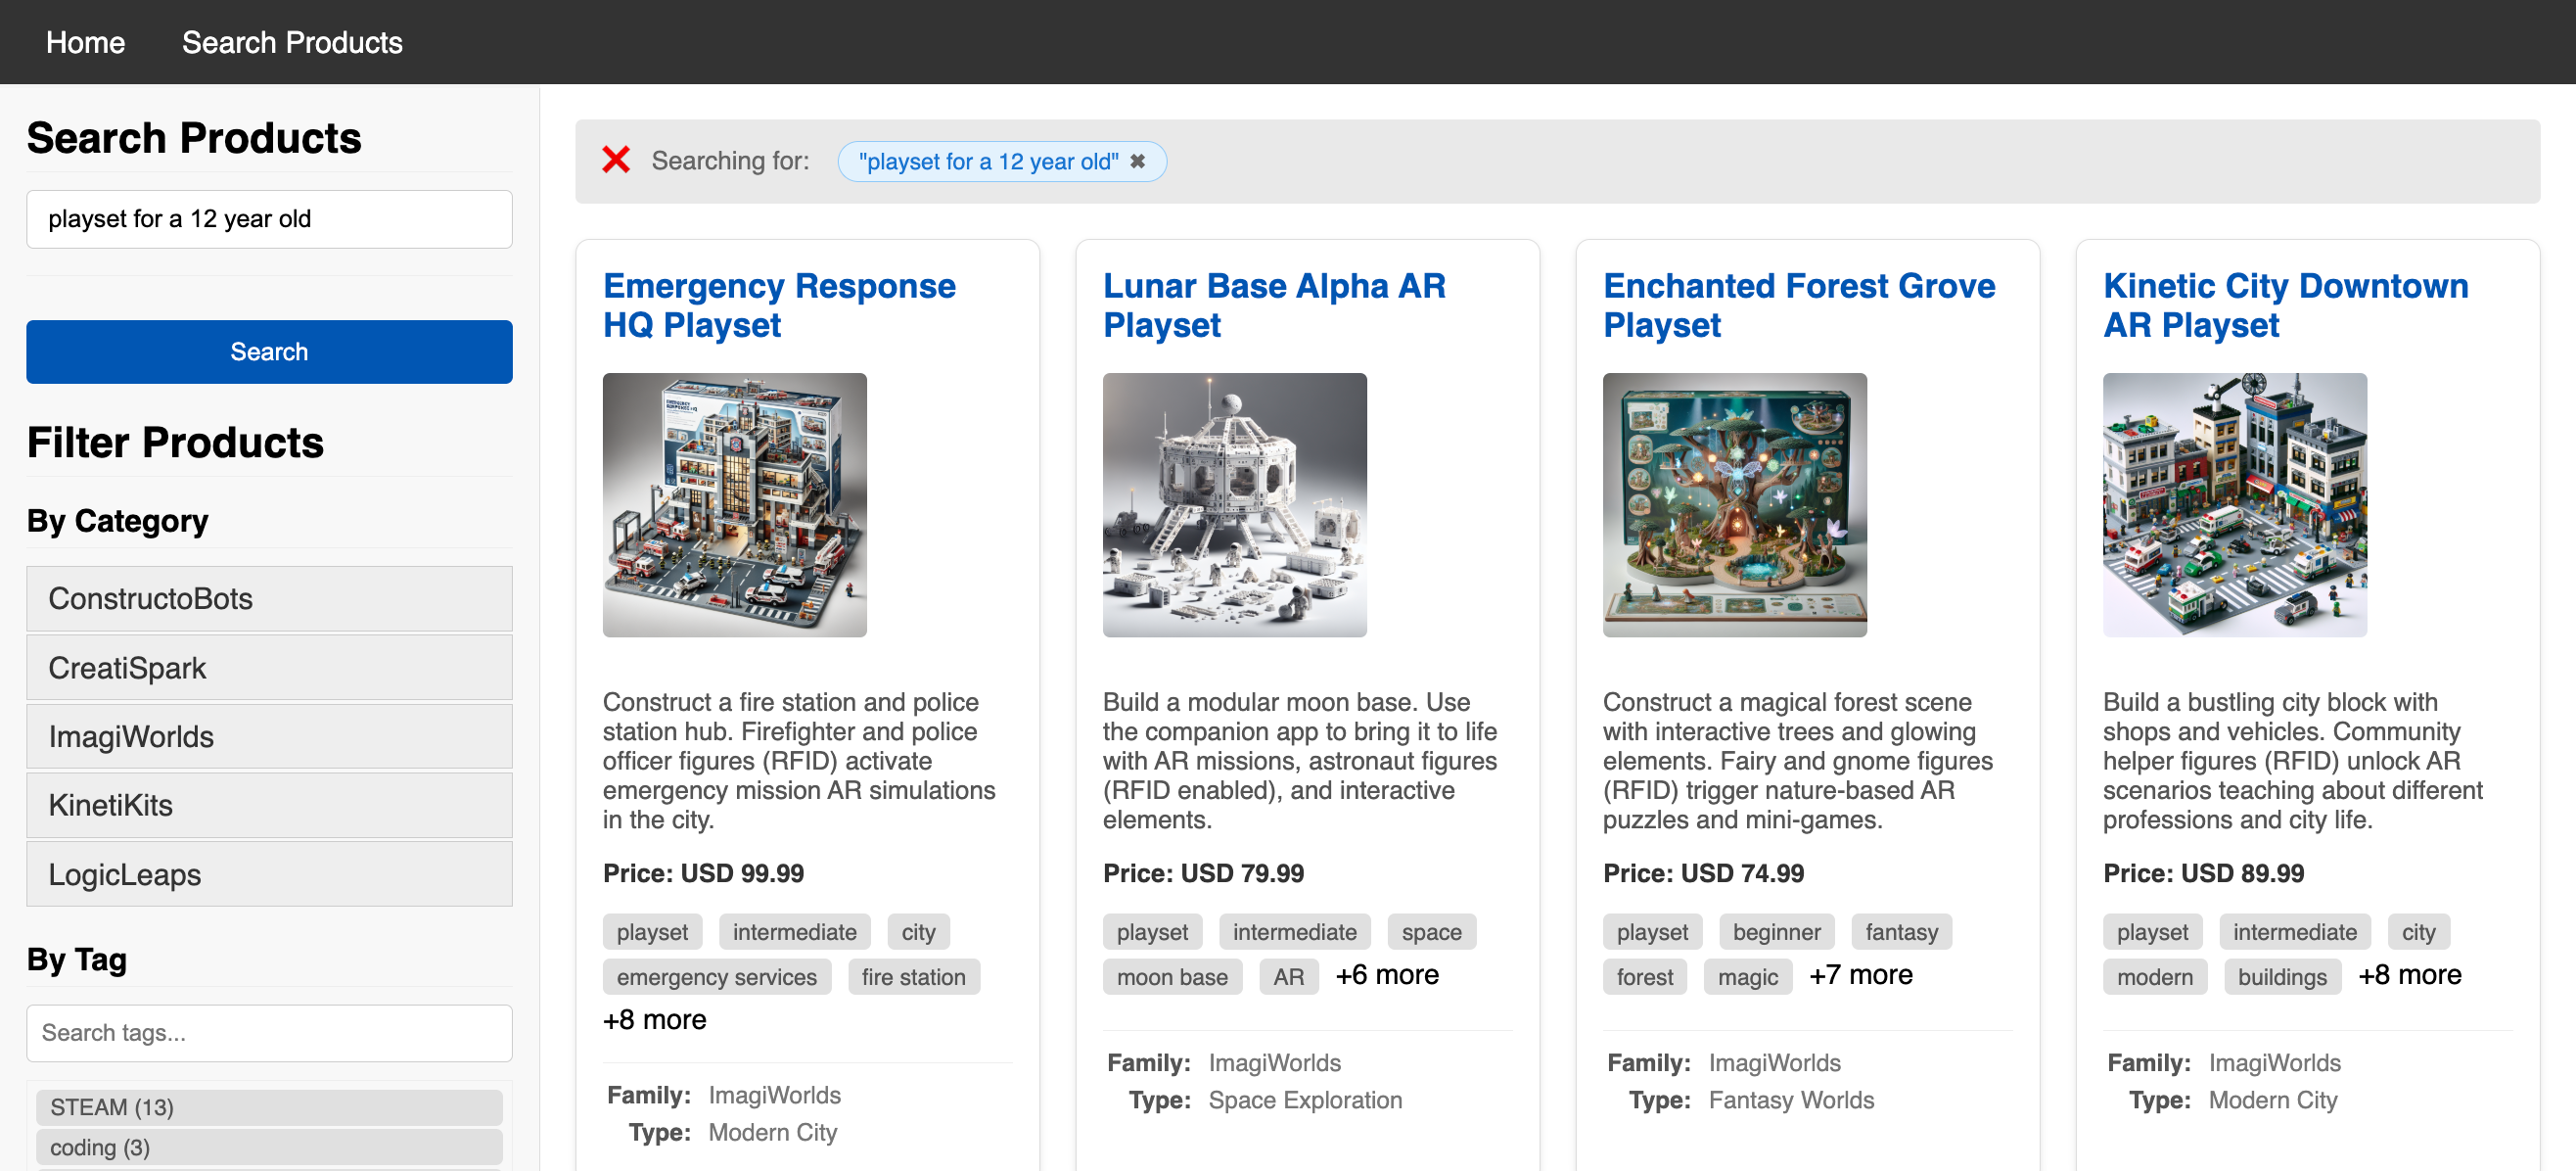 Home
Search Products
Search Products
playset for a 12 year old
Search
Filter Products
By Category
ConstructoBots
CreatiSpark
ImagiWorlds
KinetiKits
LogicLeaps
By Tag
Search tags...
STEAM (13)
coding (3)
❌ Searching for: "playset for a 12 year old" ✖
Emergency Response
HQ Playset
Construct a fire station and police
station hub. Firefighter and police
officer figures (RFID) activate
emergency mission AR simulations
in the city.
Price: USD 99.99
playset intermediate city
emergency services fire station
+8 more
Family: ImagiWorlds
Type: Modern City
Lunar Base Alpha AR
Playset
Build a modular moon base. Use
the companion app to bring it to life
with AR missions, astronaut figures
(RFID enabled), and interactive
elements.
Price: USD 79.99
playset intermediate space
moon base AR +6 more
Family: ImagiWorlds
Type: Space Exploration
Enchanted Forest Grove
Playset
Construct a magical forest scene
with interactive trees and glowing
elements. Fairy and gnome figures
(RFID) trigger nature-based AR
puzzles and mini-games.
Price: USD 74.99
playset beginner fantasy
forest magic +7 more
Family: ImagiWorlds
Type: Fantasy Worlds
Kinetic City Downtown
AR Playset
Build a bustling city block with
shops and vehicles. Community
helper figures (RFID) unlock AR
scenarios teaching about different
professions and city life.
Price: USD 89.99
playset intermediate city
modern buildings +8 more
Family: ImagiWorlds
Type: Modern City